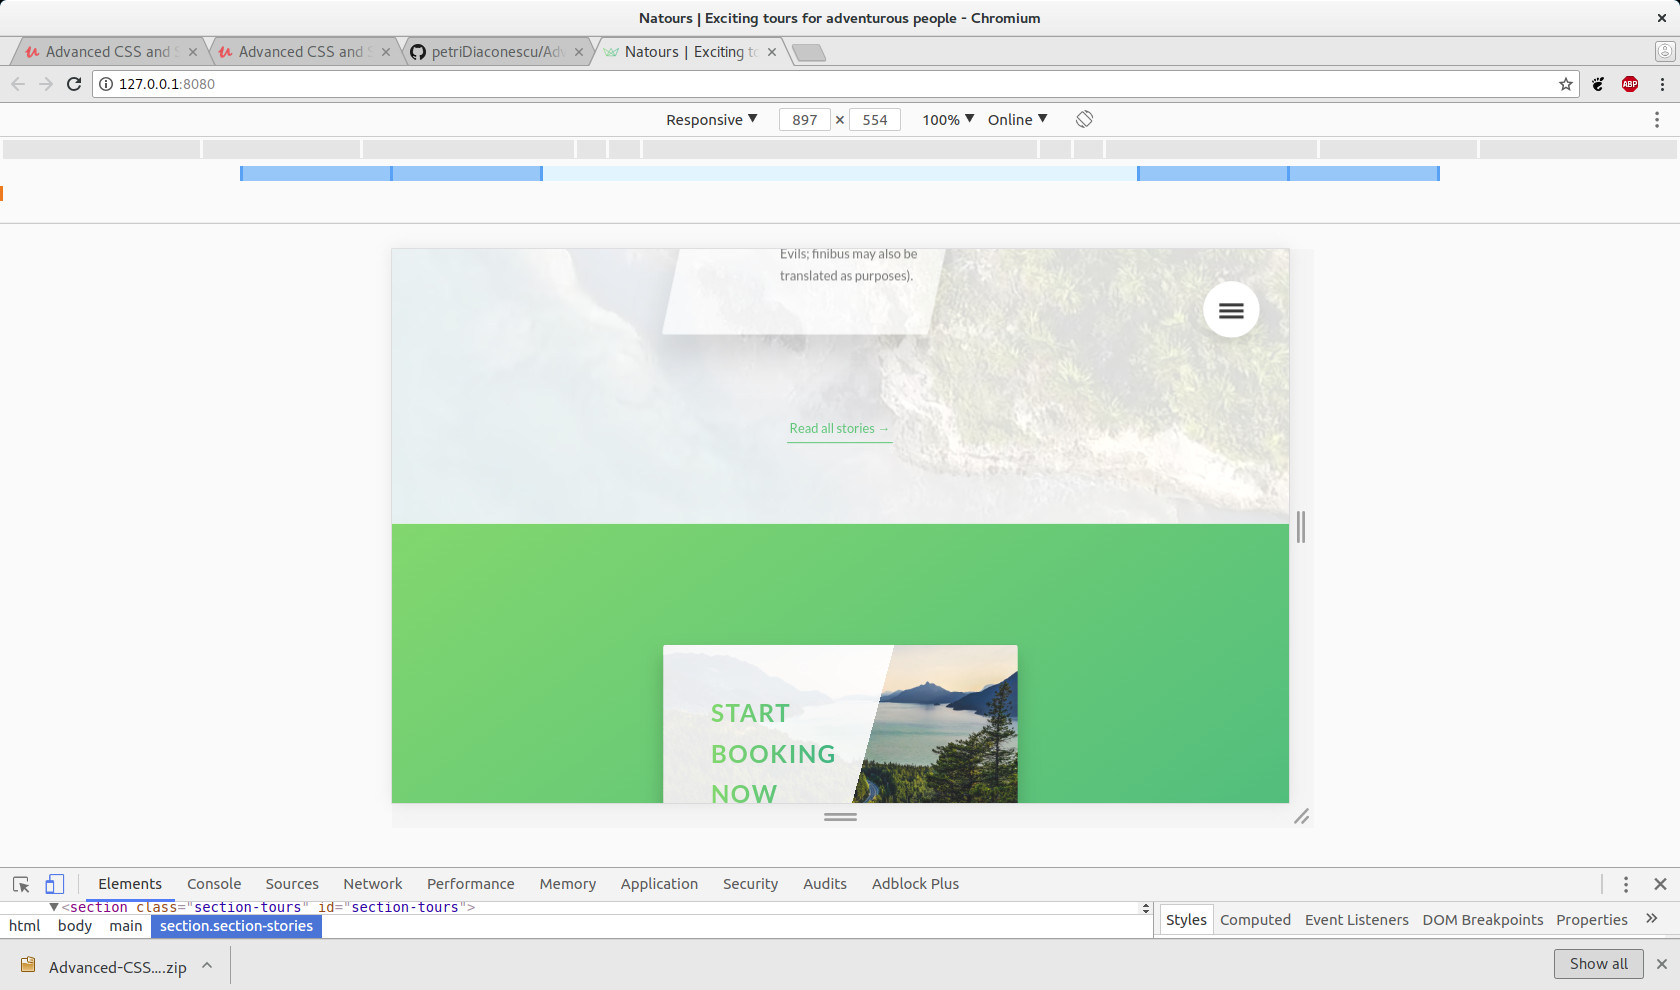 Natours | Exciting tours for adventurous people - Chromium
Advanced CSS and S
Advanced CSS and S
petriDiaconescu/Adv
Natours | Exciting to
127.0.0.1:8080
ABP
Responsive ▼ 897 × 554 100% ▼ Online ▼
Evils; finibus may also be
translated as purposes).
Read all stories →
START
BOOKING
NOW
Elements Console Sources Network Performance Memory Application Security Audits Adblock Plus
▼<section class="section-tours" id="section-tours">
html body main section.section-stories
Styles Computed Event Listeners DOM Breakpoints Properties »
Advanced-CSS....zip
Show all